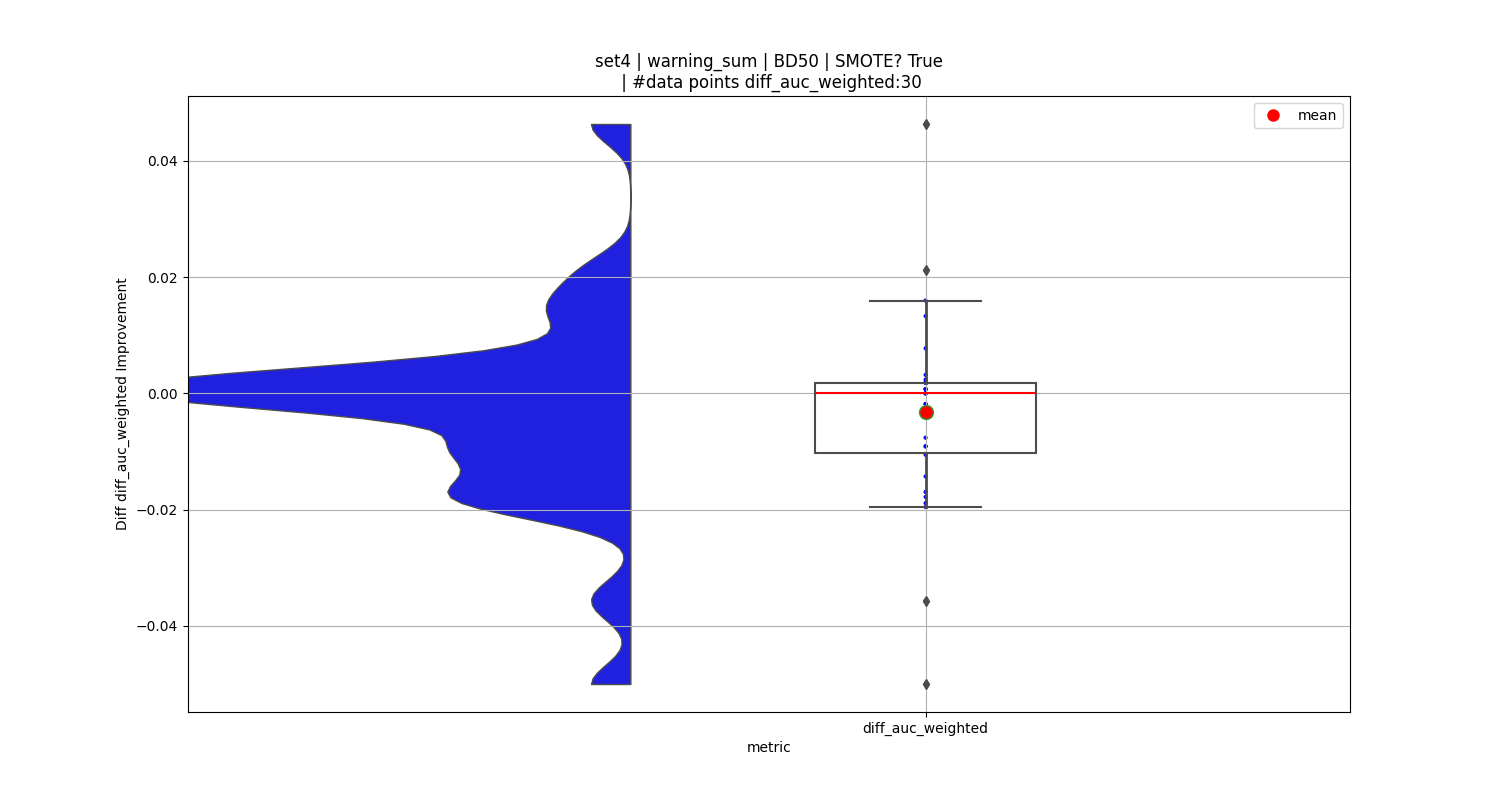 set4 | warning_sum | BD50 | SMOTE? True
| #data points diff_auc_weighted:30
mean
0.04
0.02
0.00
−0.02
−0.04
Diff diff_auc_weighted Improvement
diff_auc_weighted
metric